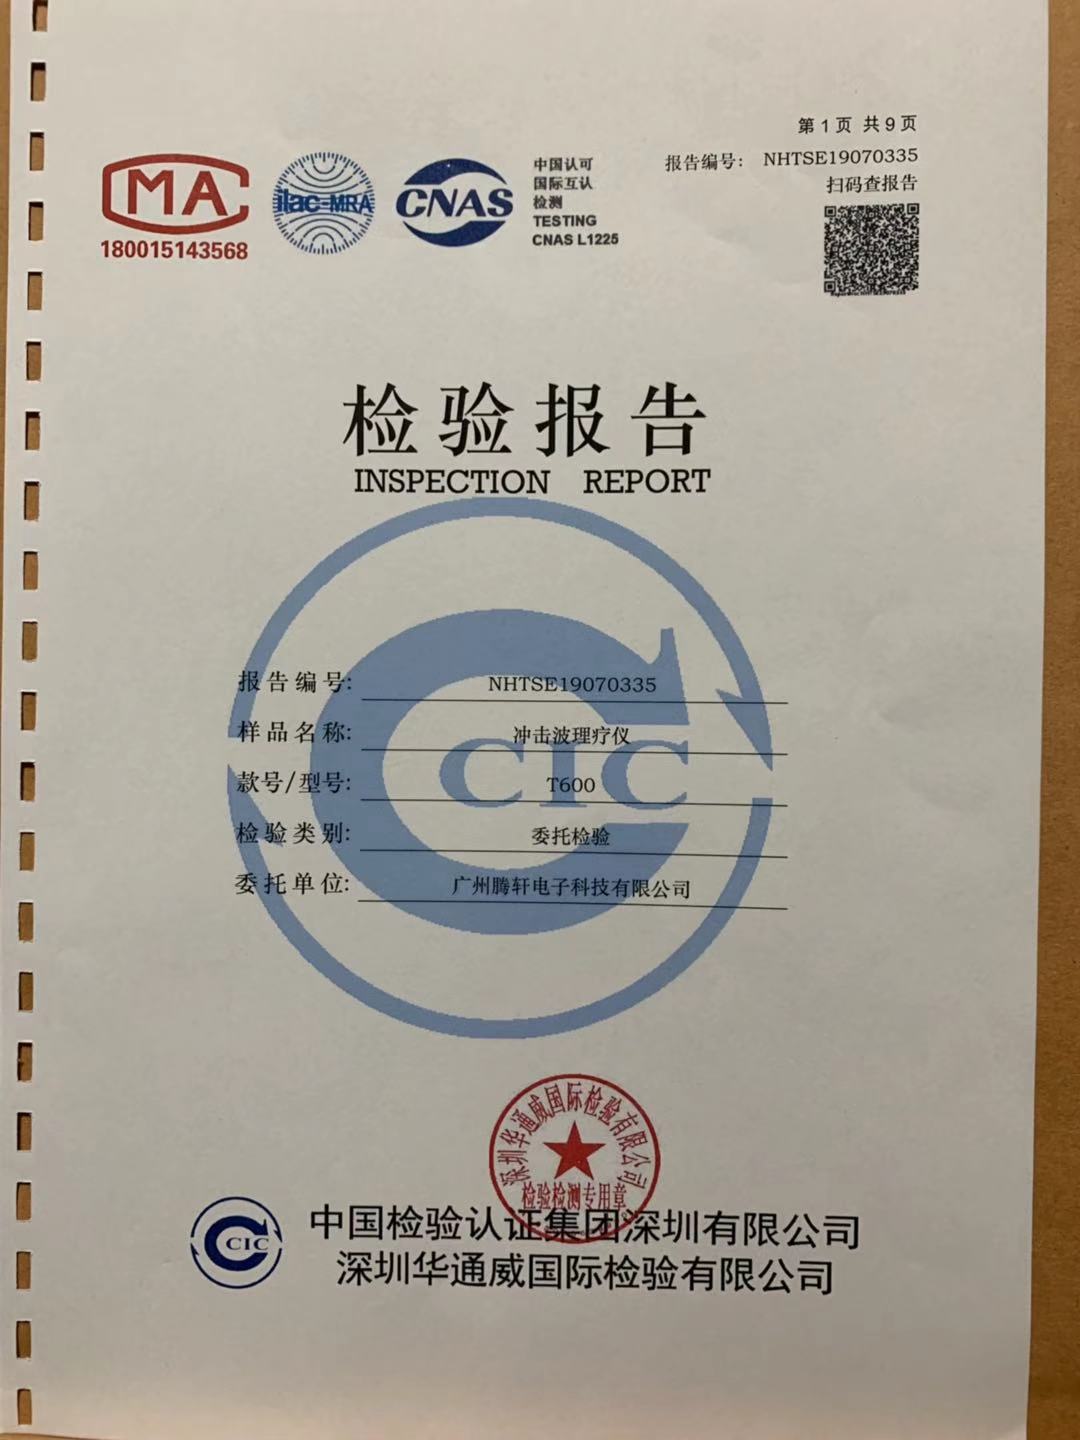 第 1 页 共 9 页
报告编号: NHTSE19070335
扫码查报告
MA
180015143568
ilac-MRA
CNAS
中国认可
国际互认
检测
TESTING
CNAS L1225
检验报告
INSPECTION REPORT
报告编号: NHTSE19070335
样品名称: 冲击波理疗仪
款号/型号: T600
检验类别: 委托检验
委托单位: 广州腾轩电子科技有限公司
CCIC
深圳华通威国际检验有限公司
检验检测专用章
CCIC
中国检验认证集团深圳有限公司
深圳华通威国际检验有限公司